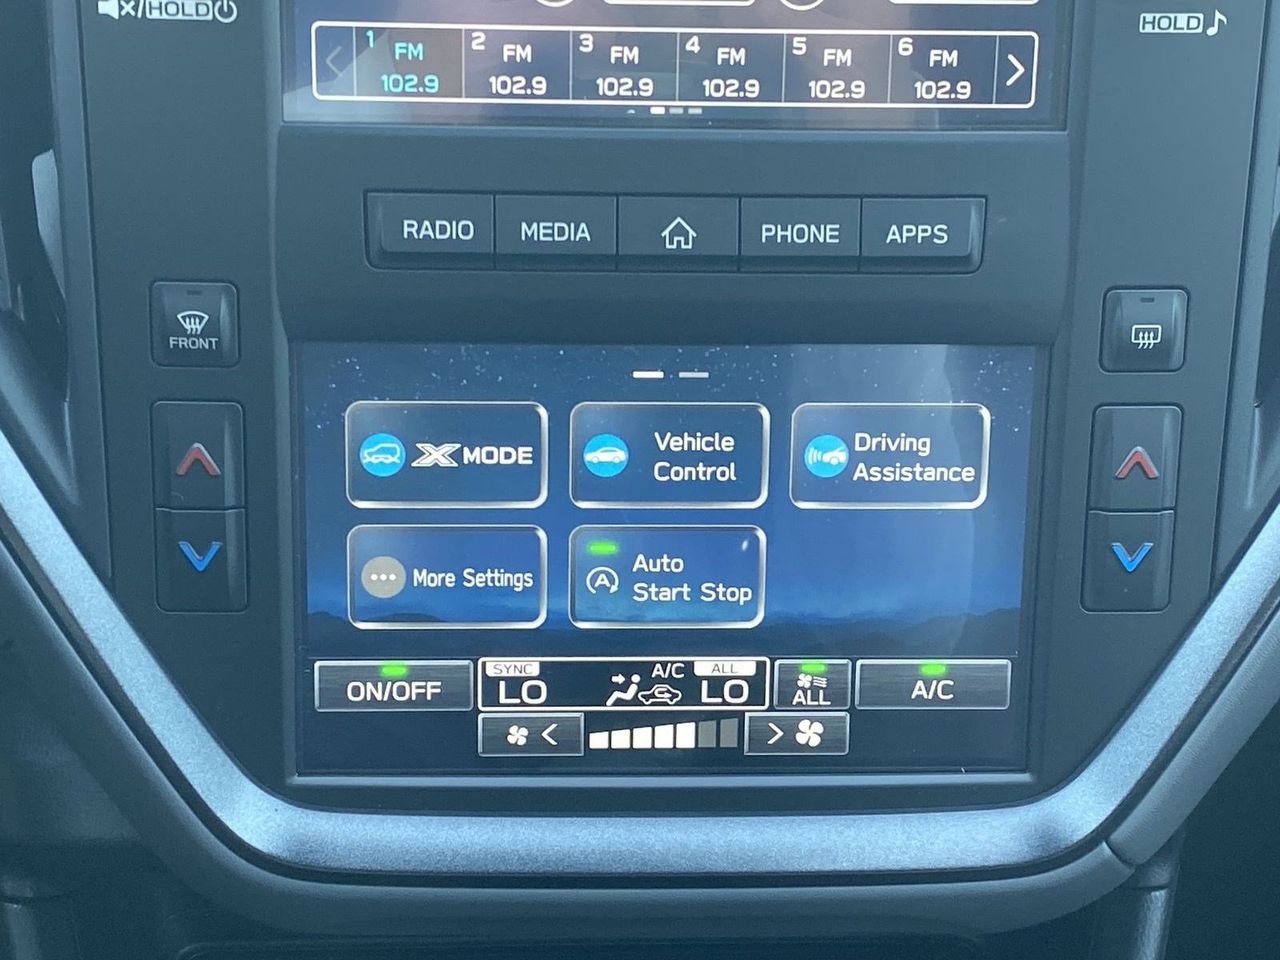 /HOLD
HOLD
1 2 3 4 5 6
FM FM FM FM FM FM
102.9 102.9 102.9 102.9 102.9 102.9
RADIO MEDIA PHONE APPS
FRONT
X MODE
Vehicle
Control
Driving
Assistance
More Settings
Auto
Start Stop
A
ON/OFF
SYNC A/C ALL
LO LO
ALL
A/C